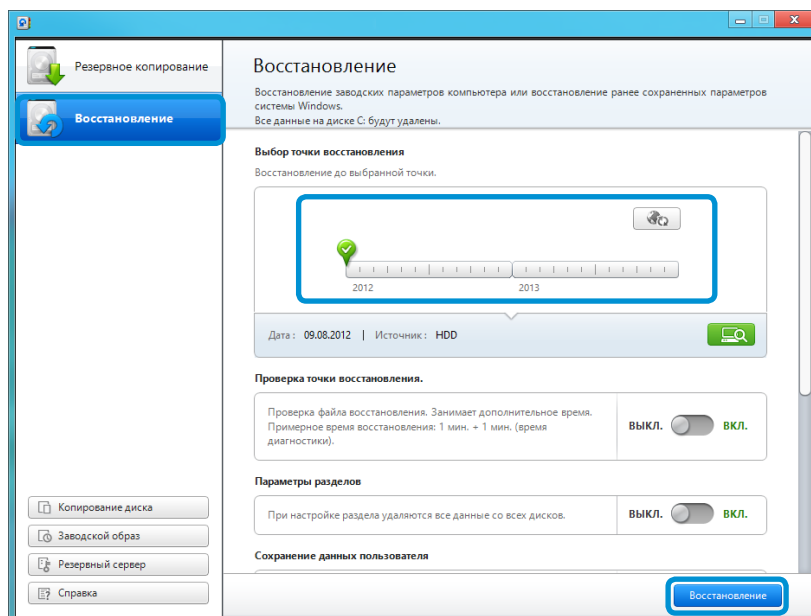 Резервное копирование
Восстановление
Копирование диска
Заводской образ
Резервный сервер
Справка
Восстановление
Восстановление заводских параметров компьютера или восстановление ранее сохраненных параметров
системы Windows.
Все данные на диске C: будут удалены.
Выбор точки восстановления
Восстановление до выбранной точки.
2012 2013
Дата : 09.08.2012 | Источник : HDD
Проверка точки восстановления.
Проверка файла восстановления. Занимает дополнительное время.
Примерное время восстановления: 1 мин. + 1 мин. (время
диагностики).
ВЫКЛ. ВКЛ.
Параметры разделов
При настройке раздела удаляются все данные со всех дисков.
ВЫКЛ. ВКЛ.
Сохранение данных пользователя
Восстановление